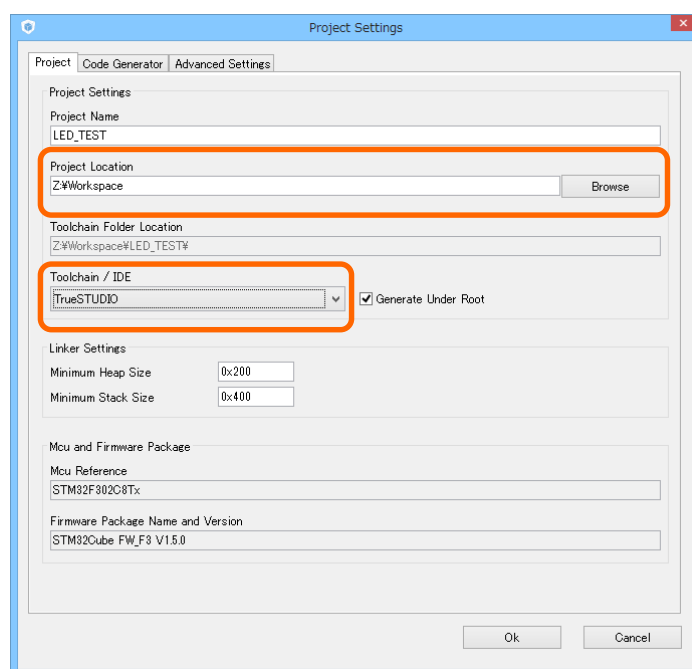 Project Settings
Project
Code Generator
Advanced Settings
Project Settings
Project Name
LED_TEST
Project Location
Z:¥Workspace
Browse
Toolchain Folder Location
Z:¥Workspace¥LED_TEST¥
Toolchain / IDE
TrueSTUDIO
Generate Under Root
Linker Settings
Minimum Heap Size
0x200
Minimum Stack Size
0x400
Mcu and Firmware Package
Mcu Reference
STM32F302C8Tx
Firmware Package Name and Version
STM32Cube FW_F3 V1.5.0
Ok
Cancel